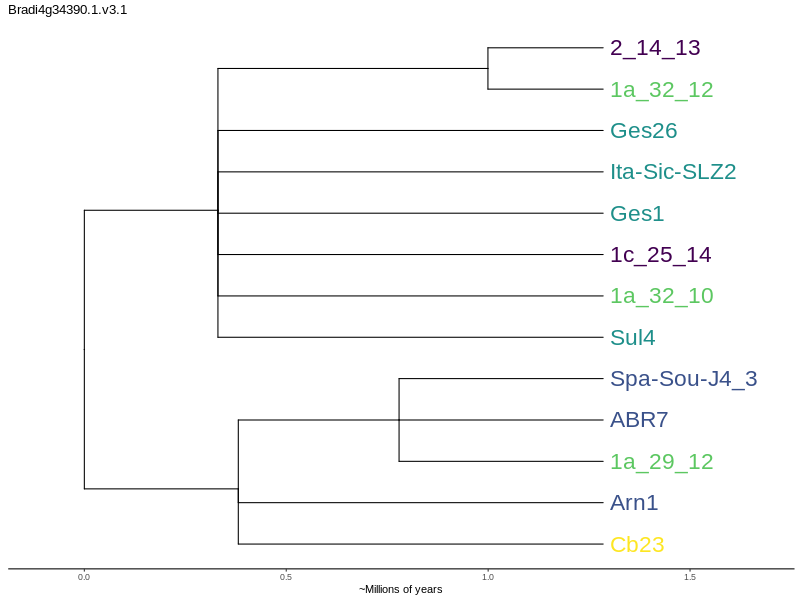 Bradi4g34390.1.v3.1
2_14_13
1a_32_12
Ges26
Ita-Sic-SLZ2
Ges1
1c_25_14
1a_32_10
Sul4
Spa-Sou-J4_3
ABR7
1a_29_12
Arn1
Cb23
0.0 0.5 1.0 1.5
~Millions of years